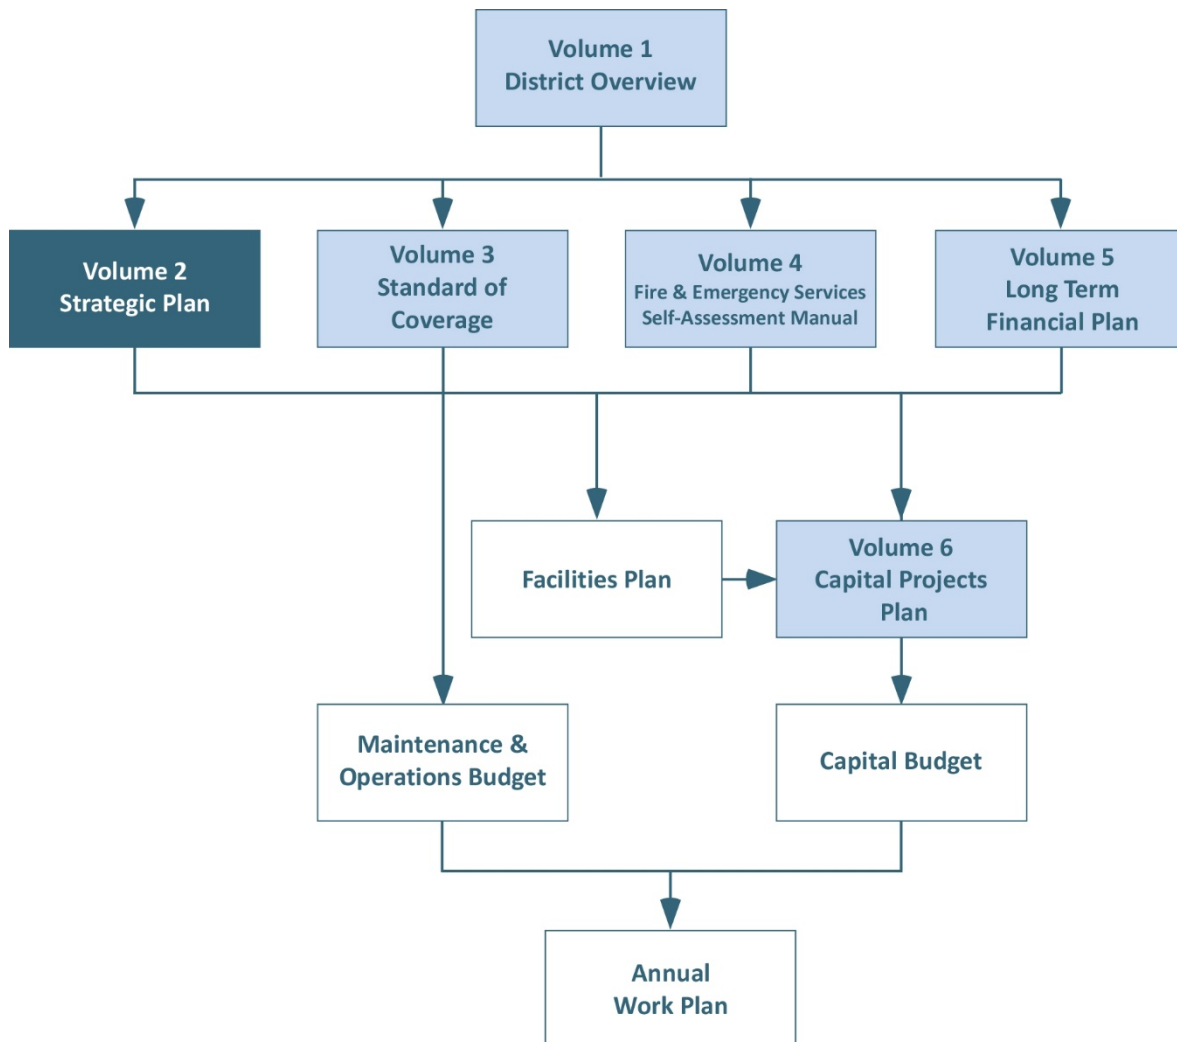 Volume 1
District Overview
Volume 2
Strategic Plan
Volume 3
Standard of
Coverage
Volume 4
Fire & Emergency Services
Self-Assessment Manual
Volume 5
Long Term
Financial Plan
Facilities Plan
Volume 6
Capital Projects
Plan
Maintenance &
Operations Budget
Capital Budget
Annual
Work Plan